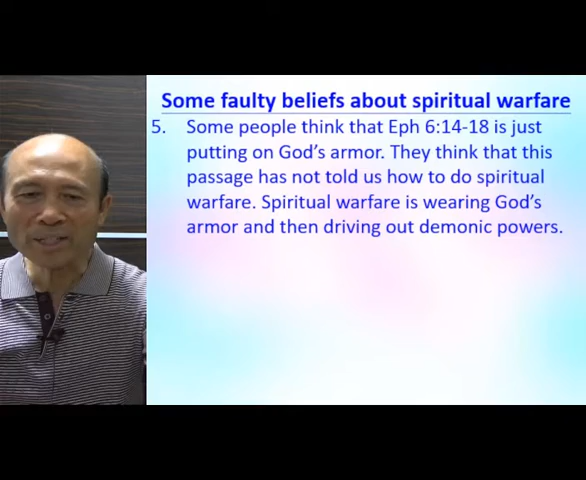 Some faulty beliefs about spiritual warfare
5. Some people think that Eph 6:14-18 is just
putting on God's armor. They think that this
passage has not told us how to do spiritual
warfare. Spiritual warfare is wearing God's
armor and then driving out demonic powers.